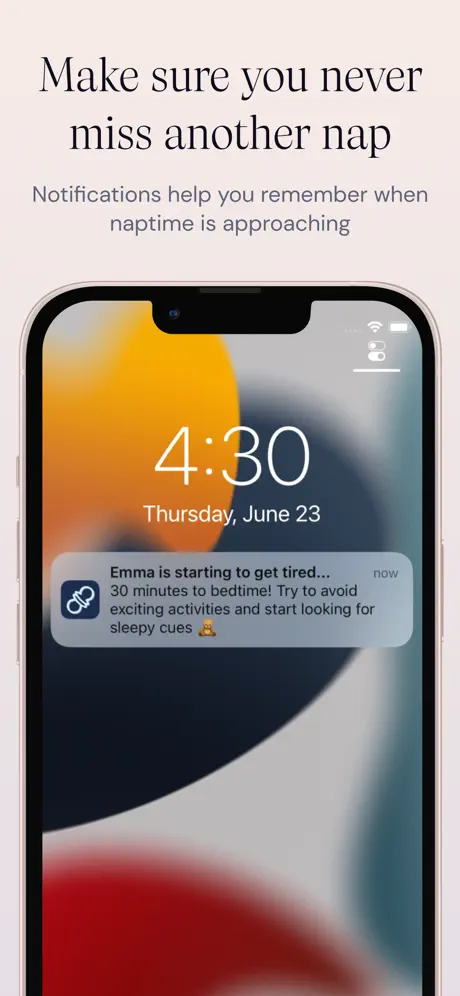 Make sure you never
miss another nap
Notifications help you remember when
naptime is approaching
4:30
Thursday, June 23
Emma is starting to get tired... now
30 minutes to bedtime! Try to avoid
exciting activities and start looking for
sleepy cues 🧸